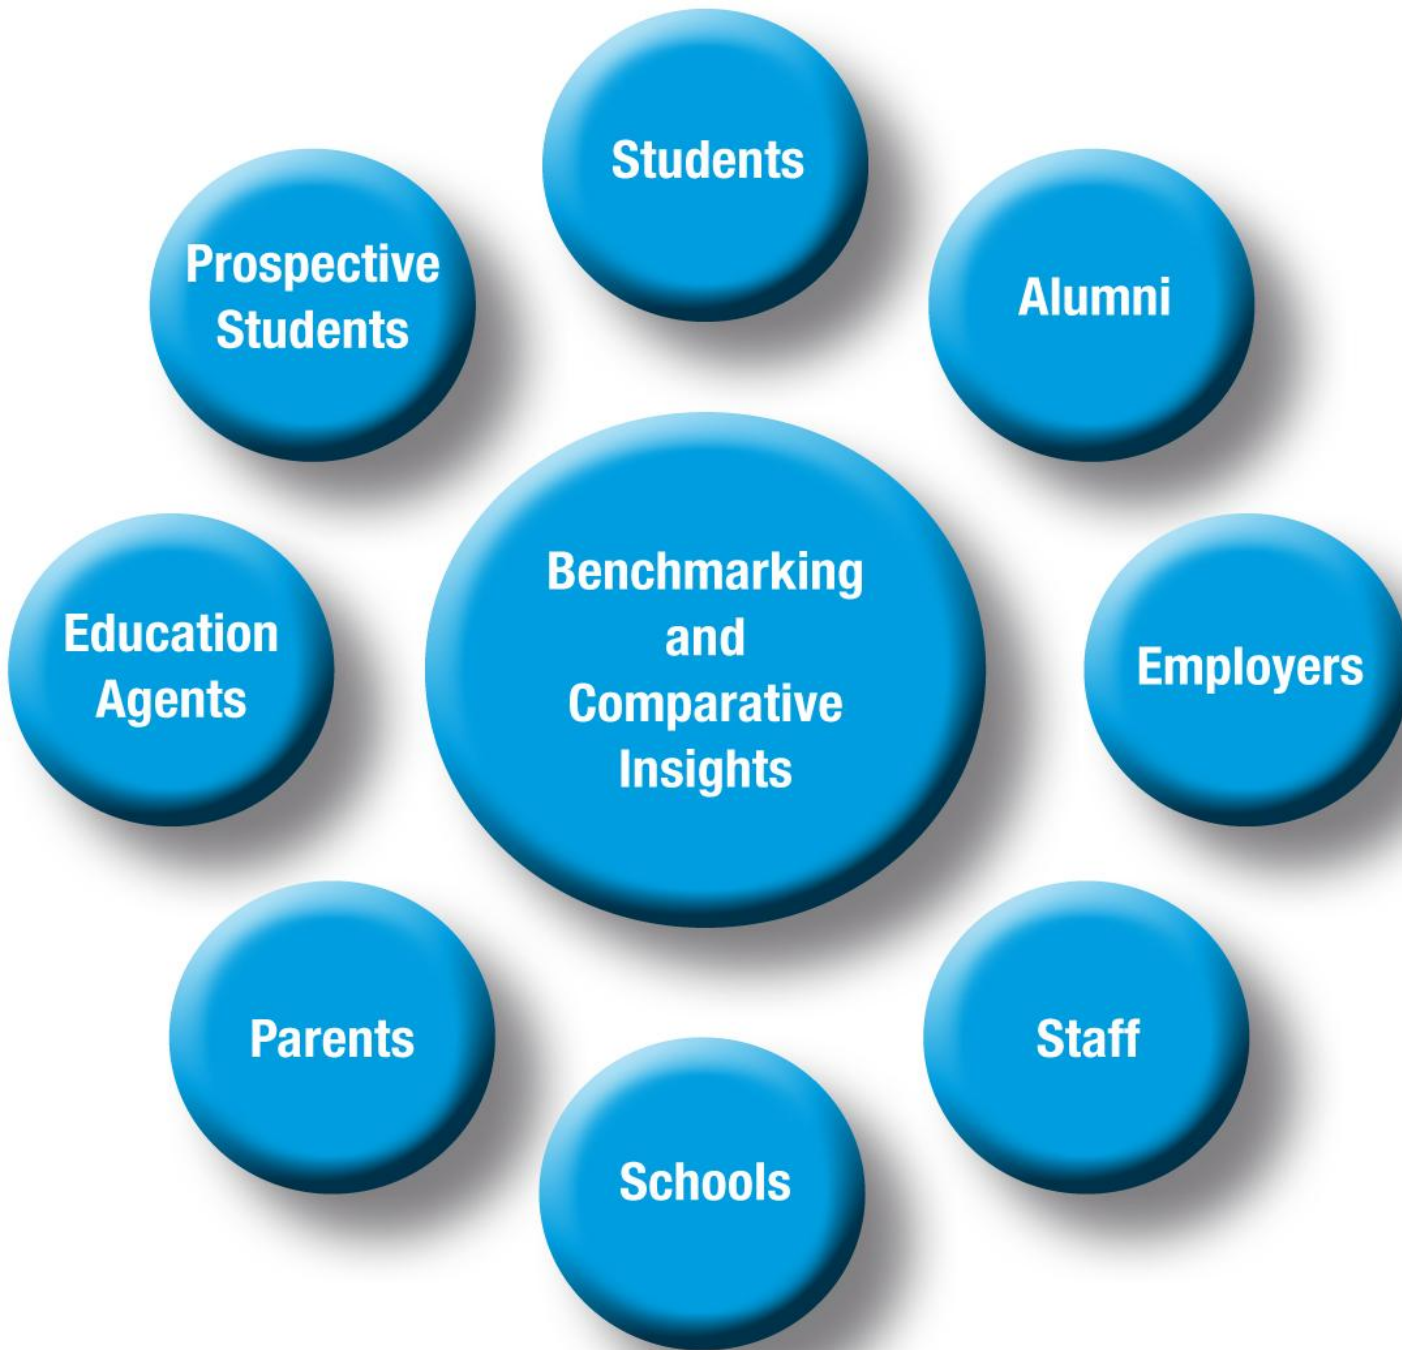 Students
Prospective
Students
Alumni
Benchmarking
and
Comparative
Insights
Education
Agents
Employers
Parents
Staff
Schools